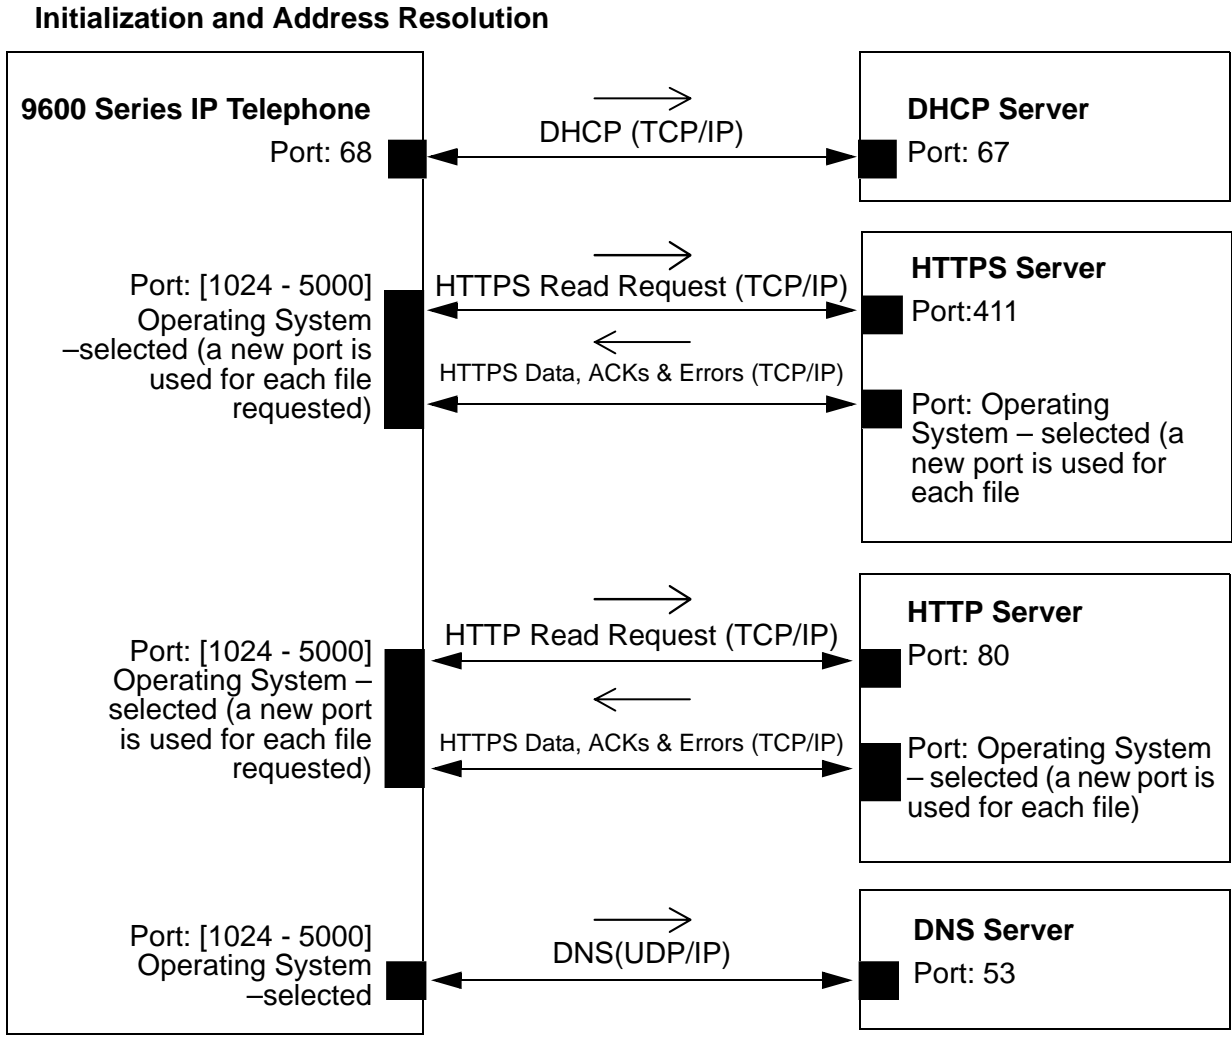 Initialization and Address Resolution
9600 Series IP Telephone
Port: 68
DHCP (TCP/IP)
DHCP Server
Port: 67
Port: [1024 - 5000]
Operating System
–selected (a new port is
used for each file
requested)
HTTPS Read Request (TCP/IP)
HTTPS Data, ACKs & Errors (TCP/IP)
HTTPS Server
Port:411
Port: Operating
System – selected (a
new port is used for
each file
Port: [1024 - 5000]
Operating System –
selected (a new port
is used for each file
requested)
HTTP Read Request (TCP/IP)
HTTPS Data, ACKs & Errors (TCP/IP)
HTTP Server
Port: 80
Port: Operating System
– selected (a new port is
used for each file)
Port: [1024 - 5000]
Operating System
–selected
DNS(UDP/IP)
DNS Server
Port: 53